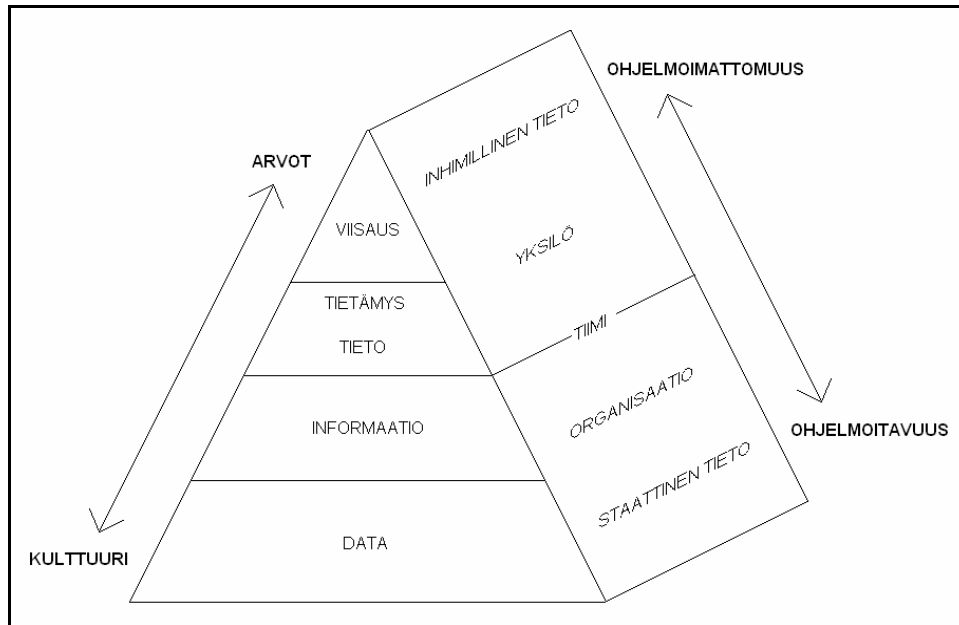 OHJELMOIMATTOMUUS
INHIMILLINEN TIETO
ARVOT
VIISAUS
YKSILÖ
TIETÄMYS
TIIMI
TIETO
ORGANISAATIO
INFORMAATIO
OHJELMOITAVUUS
STAATTINEN TIETO
DATA
KULTTUURI